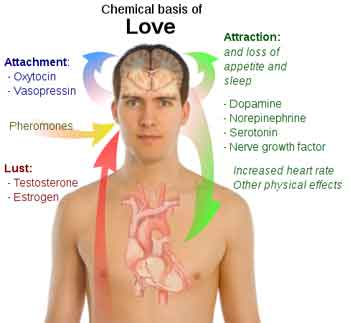 Chemical basis of
Love
Attachment:
- Oxytocin
- Vasopressin
Pheromones
Lust:
- Testosterone
- Estrogen
Attraction:
and loss of
appetite and
sleep
- Dopamine
- Norepinephrine
- Serotonin
- Nerve growth factor
Increased heart rate
Other physical effects